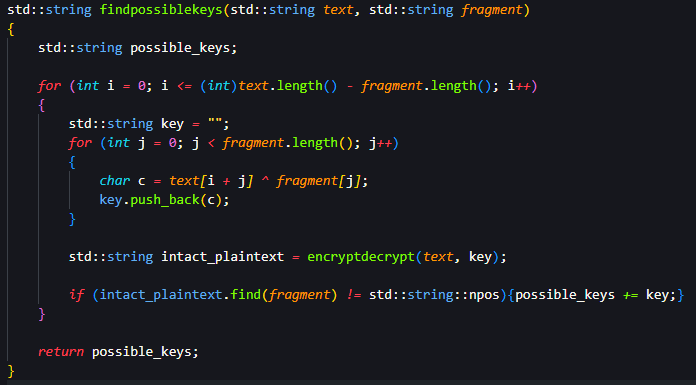 std::string findpossiblekeys(std::string text, std::string fragment)
{
    std::string possible_keys;

    for (int i = 0; i <= (int)text.length() - fragment.length(); i++)
    {
        std::string key = "";
        for (int j = 0; j < fragment.length(); j++)
        {
            char c = text[i + j] ^ fragment[j];
            key.push_back(c);
        }

        std::string intact_plaintext = encryptdecrypt(text, key);

        if (intact_plaintext.find(fragment) != std::string::npos){possible_keys += key;}
    }

    return possible_keys;
}